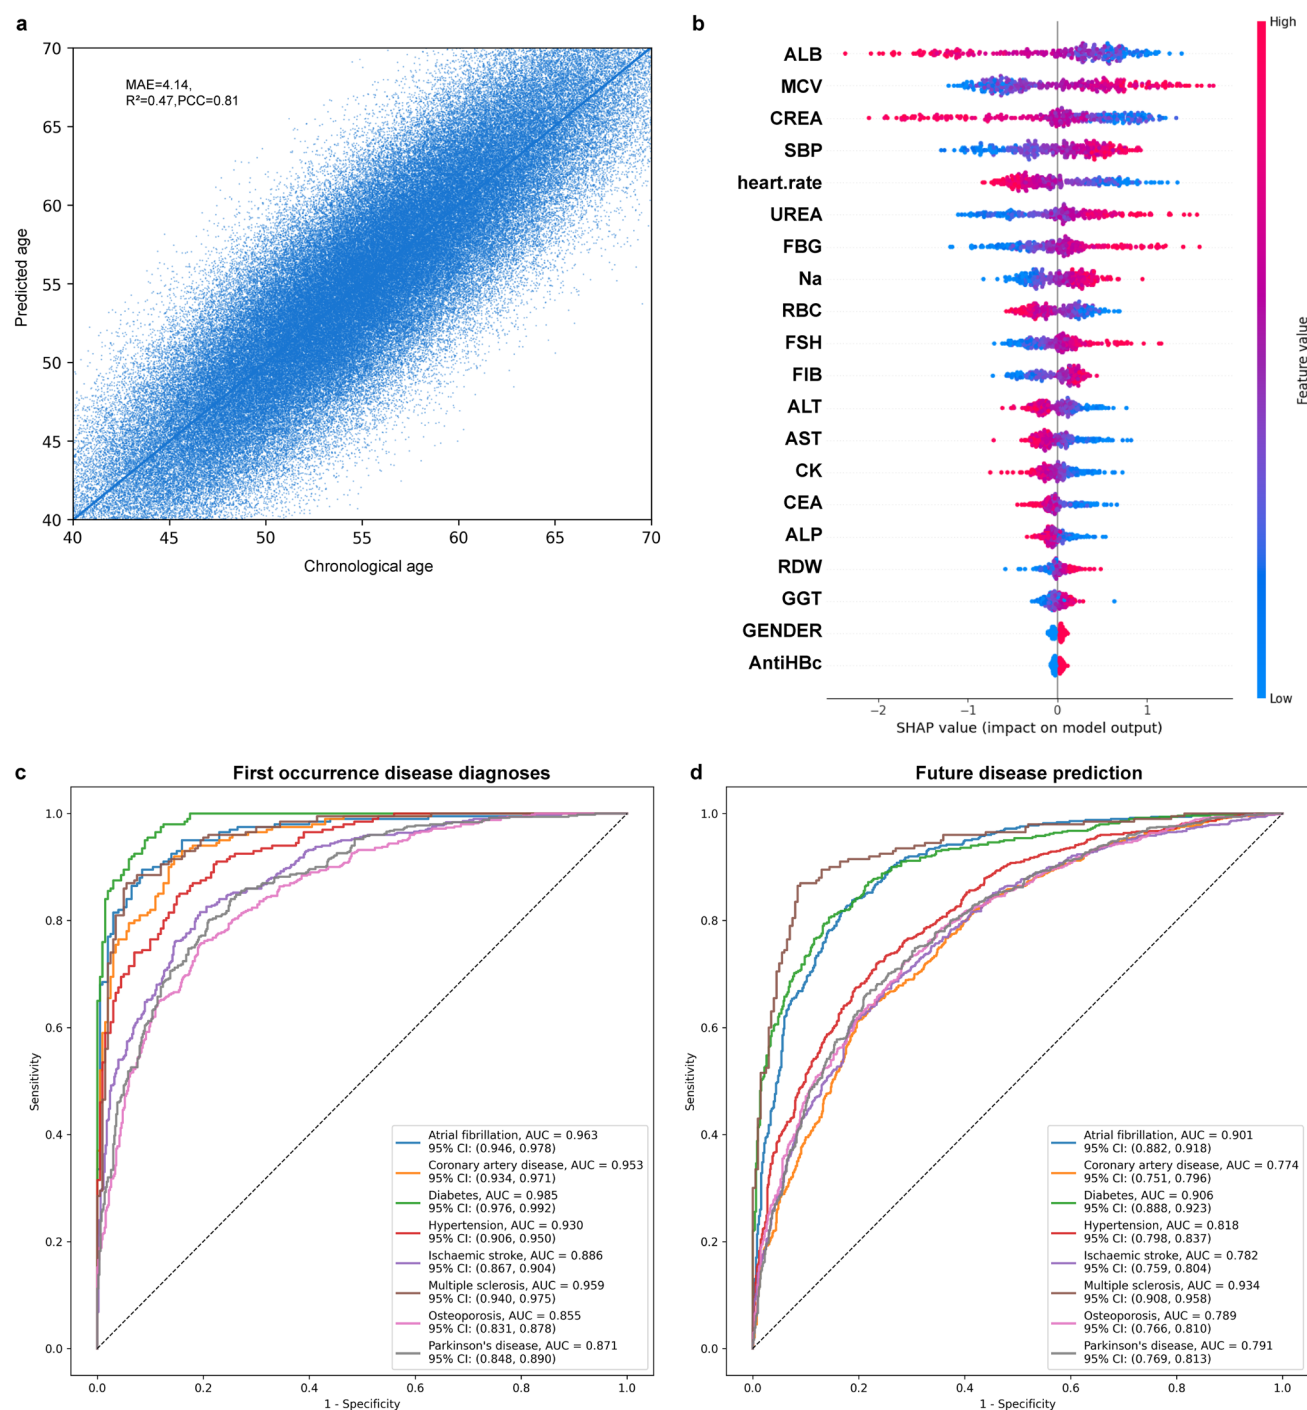 a
MAE=4.14,
R²=0.47,PCC=0.81
70
65
60
55
50
45
40
Predicted age
40
45
50
55
60
65
70
Chronological age
b
ALB
MCV
CREA
SBP
heart.rate
UREA
FBG
Na
RBC
FSH
FIB
ALT
AST
CK
CEA
ALP
RDW
GGT
GENDER
AntiHBc
−2
−1
0
1
SHAP value (impact on model output)
High
Low
Feature value
c
First occurrence disease diagnoses
1.0
0.8
0.6
0.4
0.2
0.0
Sensitivity
Atrial fibrillation, AUC = 0.963
95% CI: (0.946, 0.978)
Coronary artery disease, AUC = 0.953
95% CI: (0.934, 0.971)
Diabetes, AUC = 0.985
95% CI: (0.976, 0.992)
Hypertension, AUC = 0.930
95% CI: (0.906, 0.950)
Ischaemic stroke, AUC = 0.886
95% CI: (0.867, 0.904)
Multiple sclerosis, AUC = 0.959
95% CI: (0.940, 0.975)
Osteoporosis, AUC = 0.855
95% CI: (0.831, 0.878)
Parkinson's disease, AUC = 0.871
95% CI: (0.848, 0.890)
0.0
0.2
0.4
0.6
0.8
1.0
1 - Specificity
d
Future disease prediction
1.0
0.8
0.6
0.4
0.2
0.0
Sensitivity
Atrial fibrillation, AUC = 0.901
95% CI: (0.882, 0.918)
Coronary artery disease, AUC = 0.774
95% CI: (0.751, 0.796)
Diabetes, AUC = 0.906
95% CI: (0.888, 0.923)
Hypertension, AUC = 0.818
95% CI: (0.798, 0.837)
Ischaemic stroke, AUC = 0.782
95% CI: (0.759, 0.804)
Multiple sclerosis, AUC = 0.934
95% CI: (0.908, 0.958)
Osteoporosis, AUC = 0.789
95% CI: (0.766, 0.810)
Parkinson's disease, AUC = 0.791
95% CI: (0.769, 0.813)
0.0
0.2
0.4
0.6
0.8
1.0
1 - Specificity